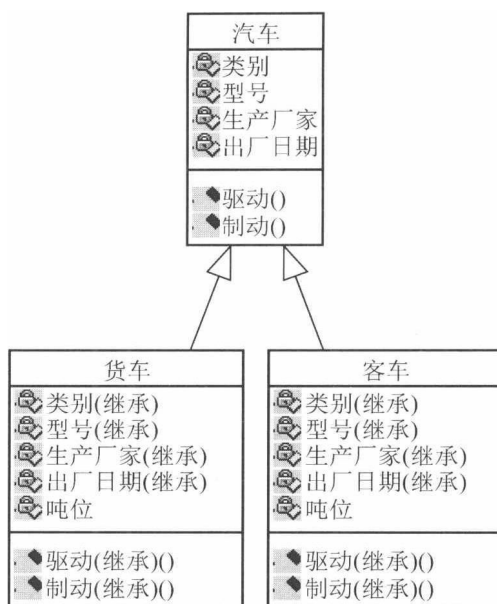 汽车
类别
型号
生产厂家
出厂日期
驱动()
制动()
货车
类别(继承)
型号(继承)
生产厂家(继承)
出厂日期(继承)
吨位
驱动(继承)()
制动(继承)()
客车
类别(继承)
型号(继承)
生产厂家(继承)
出厂日期(继承)
吨位
驱动(继承)()
制动(继承)()